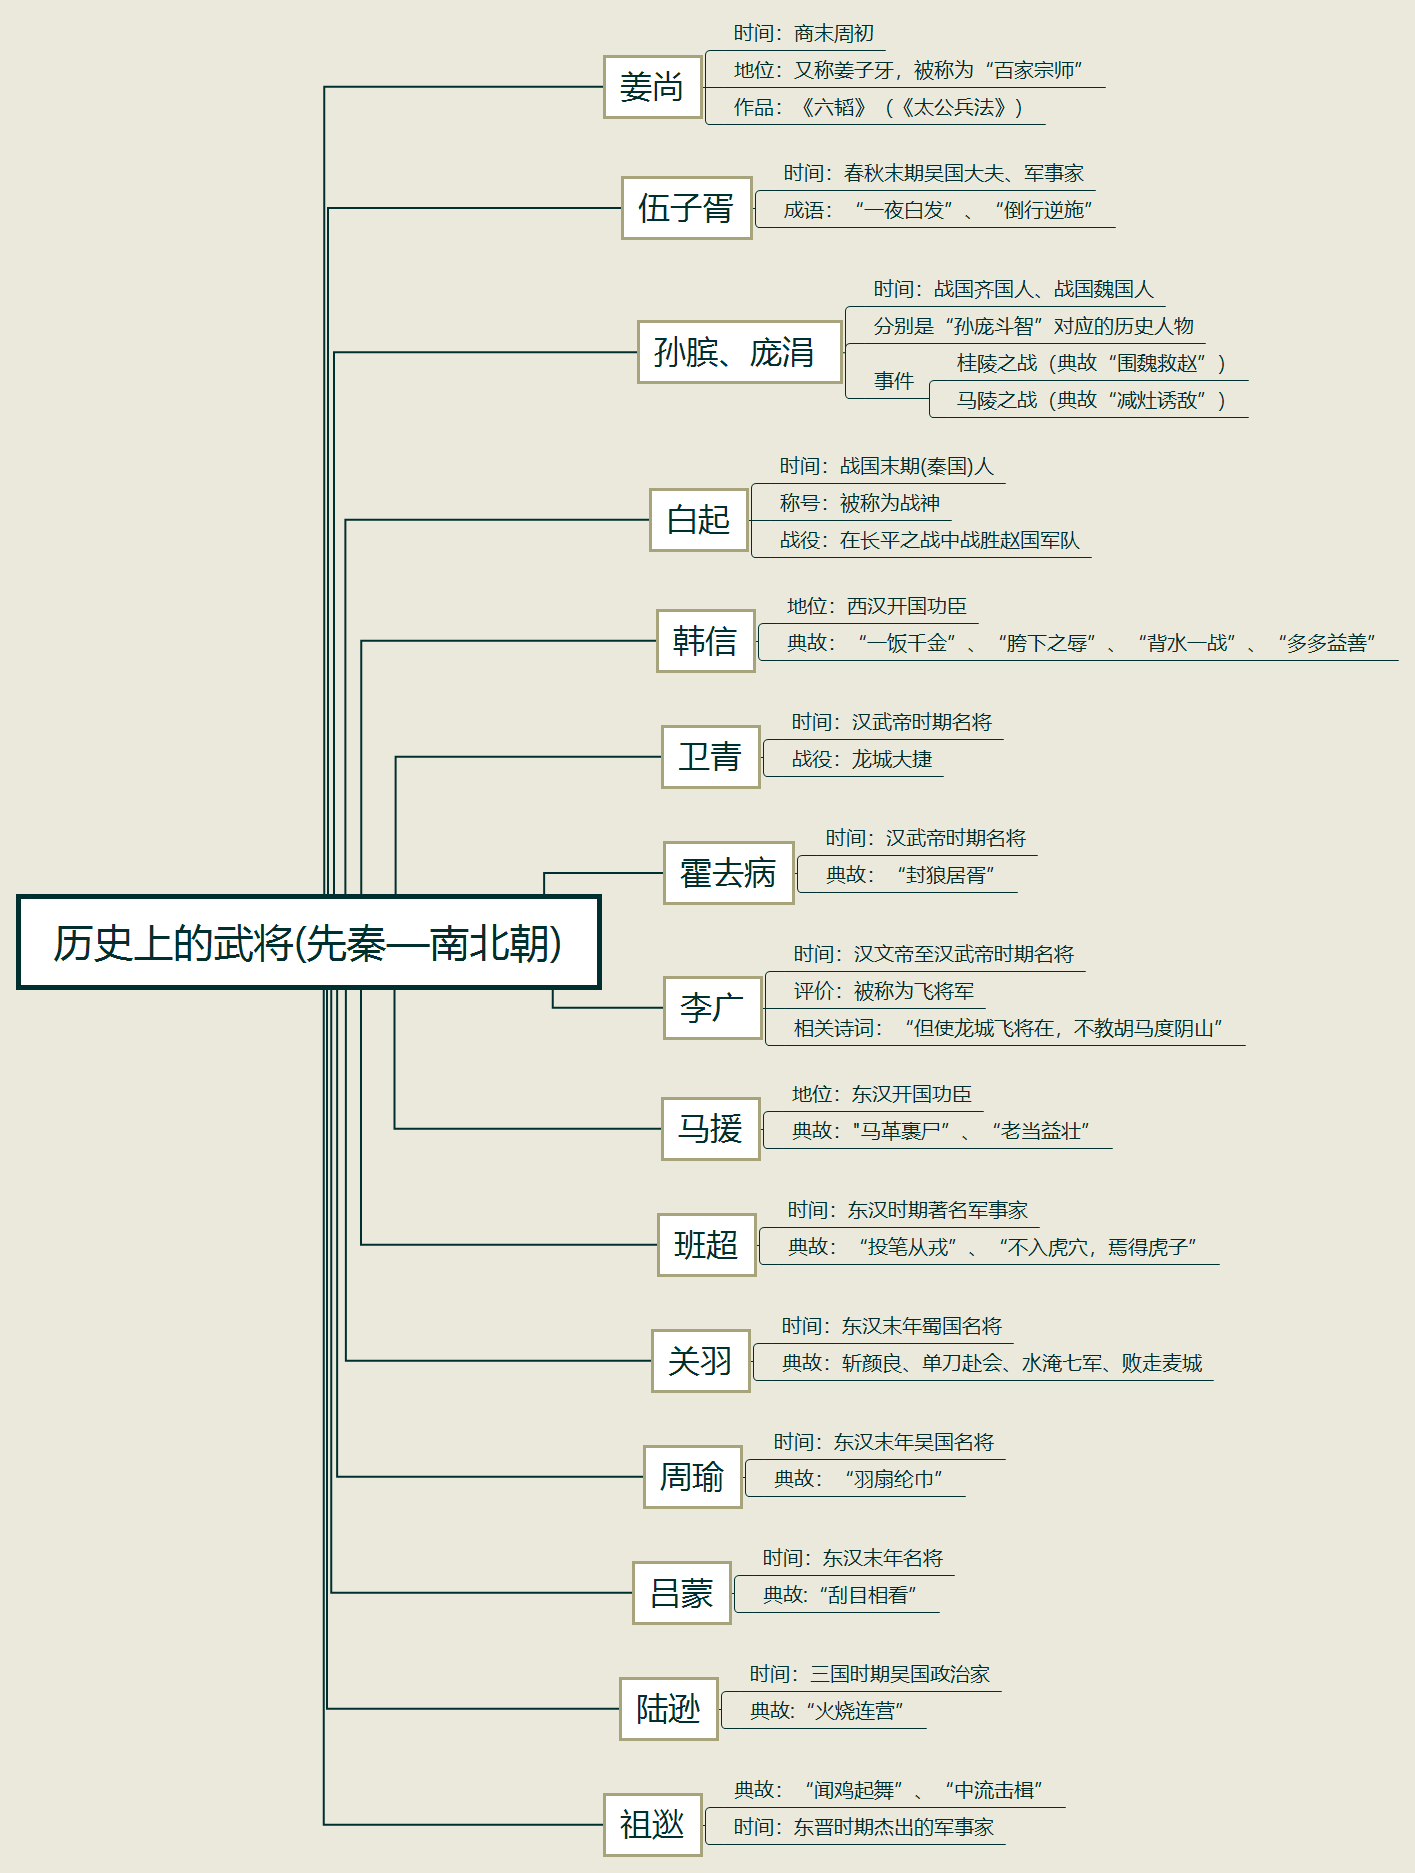 历史上的武将(先秦—南北朝)
姜尚
时间：商末周初
地位：又称姜子牙，被称为“百家宗师”
作品：《六韬》（《太公兵法》）
伍子胥
时间：春秋末期吴国大夫、军事家
成语：“一夜白发”、“倒行逆施”
孙膑、庞涓
时间：战国齐国人、战国魏国人
分别是“孙庞斗智”对应的历史人物
事件
桂陵之战（典故“围魏救赵”）
马陵之战（典故“减灶诱敌”）
白起
时间：战国末期(秦国)人
称号：被称为战神
战役：在长平之战中战胜赵国军队
韩信
地位：西汉开国功臣
典故：“一饭千金”、“胯下之辱”、“背水一战”、“多多益善”
卫青
时间：汉武帝时期名将
战役：龙城大捷
霍去病
时间：汉武帝时期名将
典故：“封狼居胥”
李广
时间：汉文帝至汉武帝时期名将
评价：被称为飞将军
相关诗词：“但使龙城飞将在，不教胡马度阴山”
马援
地位：东汉开国功臣
典故："马革裹尸”、“老当益壮”
班超
时间：东汉时期著名军事家
典故：“投笔从戎”、“不入虎穴，焉得虎子”
关羽
时间：东汉末年蜀国名将
典故：斩颜良、单刀赴会、水淹七军、败走麦城
周瑜
时间：东汉末年吴国名将
典故：“羽扇纶巾”
吕蒙
时间：东汉末年名将
典故:“刮目相看”
陆逊
时间：三国时期吴国政治家
典故:“火烧连营”
祖逖
典故：“闻鸡起舞”、“中流击楫”
时间：东晋时期杰出的军事家